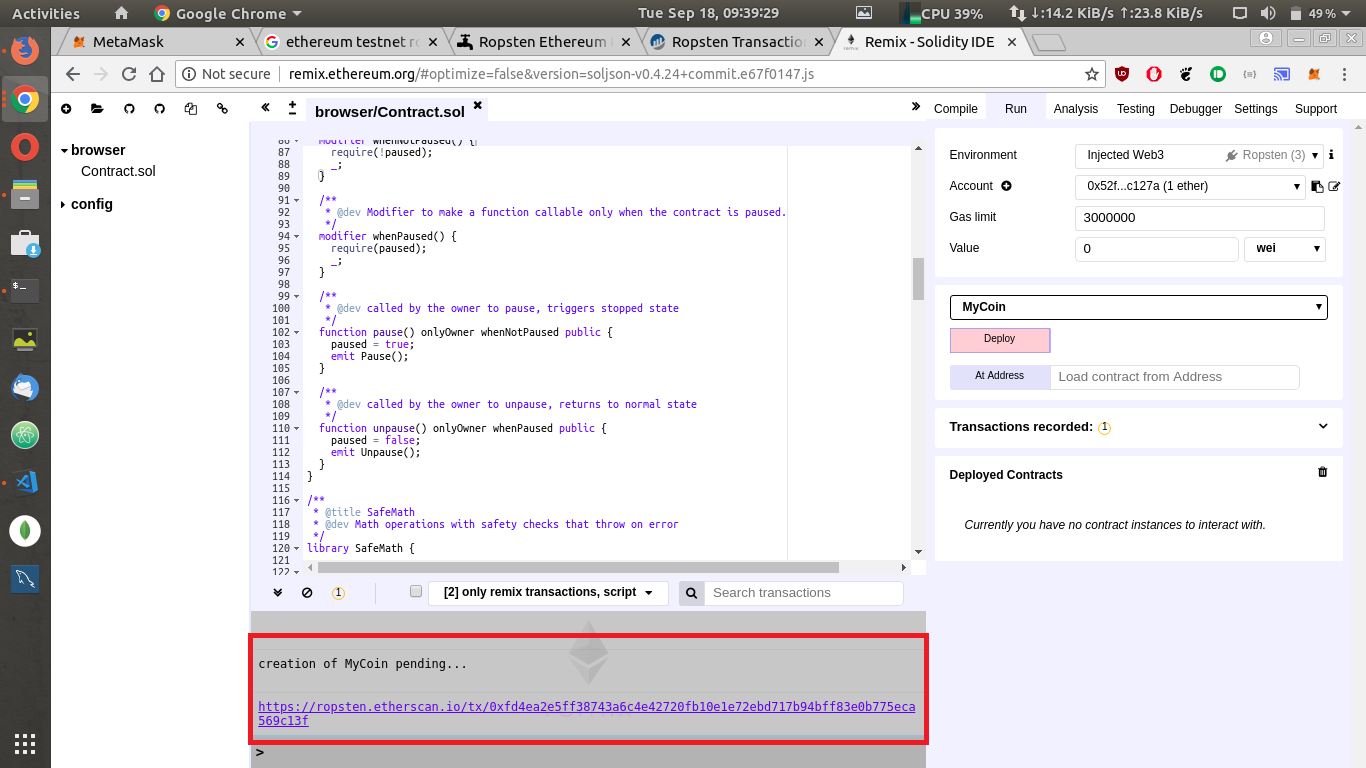 Activities
Google Chrome
Tue Sep 18, 09:39:29
CPU 39%
↓:14.2 KiB/s ↑:23.8 KiB/s
49 %
MetaMask
ethereum testnet ro
Ropsten Ethereum
Ropsten Transactio
Remix - Solidity IDE
Not secure
remix.ethereum.org/#optimize=false&version=soljson-v0.4.24+commit.e67f0147.js
browser
Contract.sol
config
browser/Contract.sol
86 modifier whenNotPaused() {
87 require(!paused);
88 _;
89 }
90
91 /**
92 * @dev Modifier to make a function callable only when the contract is paused.
93 */
94 modifier whenPaused() {
95 require(paused);
96 _;
97 }
98
99 /**
100 * @dev called by the owner to pause, triggers stopped state
101 */
102 function pause() onlyOwner whenNotPaused public {
103 paused = true;
104 emit Pause();
105 }
106
107 /**
108 * @dev called by the owner to unpause, returns to normal state
109 */
110 function unpause() onlyOwner whenPaused public {
111 paused = false;
112 emit Unpause();
113 }
114 }
115
116 /**
117 * @title SafeMath
118 * @dev Math operations with safety checks that throw on error
119 */
120 library SafeMath {
121
122
1
[2] only remix transactions, script
Search transactions
creation of MyCoin pending...
https://ropsten.etherscan.io/tx/0xfd4ea2e5ff38743a6c4e42720fb10e1e72ebd717b94bff83e0b775eca
569c13f
>
Compile
Run
Analysis
Testing
Debugger
Settings
Support
Environment
Injected Web3
Ropsten (3)
Account
0x52f...c127a (1 ether)
Gas limit
3000000
Value
0
wei
MyCoin
Deploy
At Address
Load contract from Address
Transactions recorded: 1
Deployed Contracts
Currently you have no contract instances to interact with.